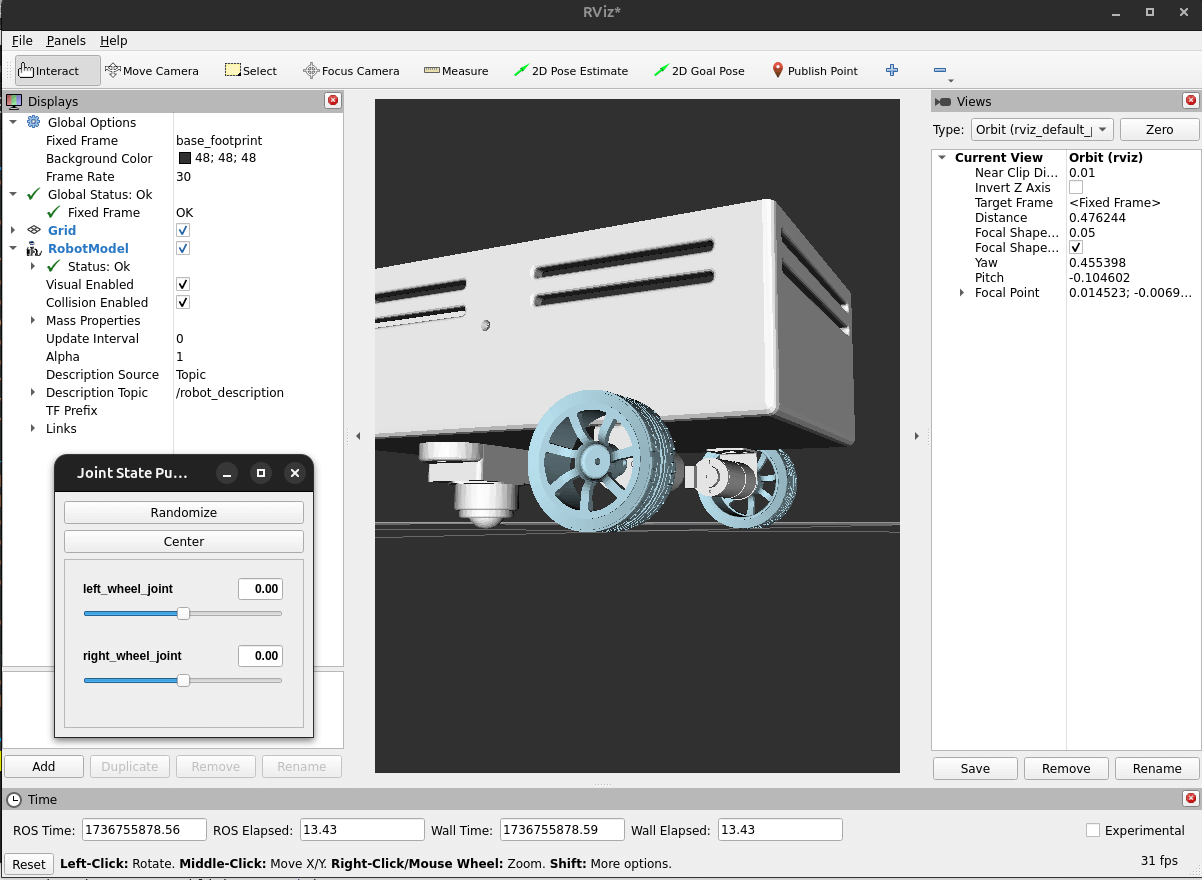 RViz*
File Panels Help
Interact Move Camera Select Focus Camera Measure 2D Pose Estimate 2D Goal Pose Publish Point
Displays
Global Options
Fixed Frame base_footprint
Background Color 48; 48; 48
Frame Rate 30
Global Status: Ok
Fixed Frame OK
Grid
RobotModel
Status: Ok
Visual Enabled
Collision Enabled
Mass Properties
Update Interval 0
Alpha 1
Description Source Topic
Description Topic /robot_description
TF Prefix
Links
Joint State Pu...
Randomize
Center
left_wheel_joint 0.00
right_wheel_joint 0.00
Add Duplicate Remove Rename
Views
Type: Orbit (rviz_default_ Zero
Current View Orbit (rviz)
Near Clip Di... 0.01
Invert Z Axis
Target Frame <Fixed Frame>
Distance 0.476244
Focal Shape... 0.05
Focal Shape...
Yaw 0.455398
Pitch -0.104602
Focal Point 0.014523; -0.0069...
Save Remove Rename
Time
ROS Time: 1736755878.56 ROS Elapsed: 13.43 Wall Time: 1736755878.59 Wall Elapsed: 13.43 Experimental
Reset Left-Click: Rotate. Middle-Click: Move X/Y. Right-Click/Mouse Wheel: Zoom. Shift: More options. 31 fps